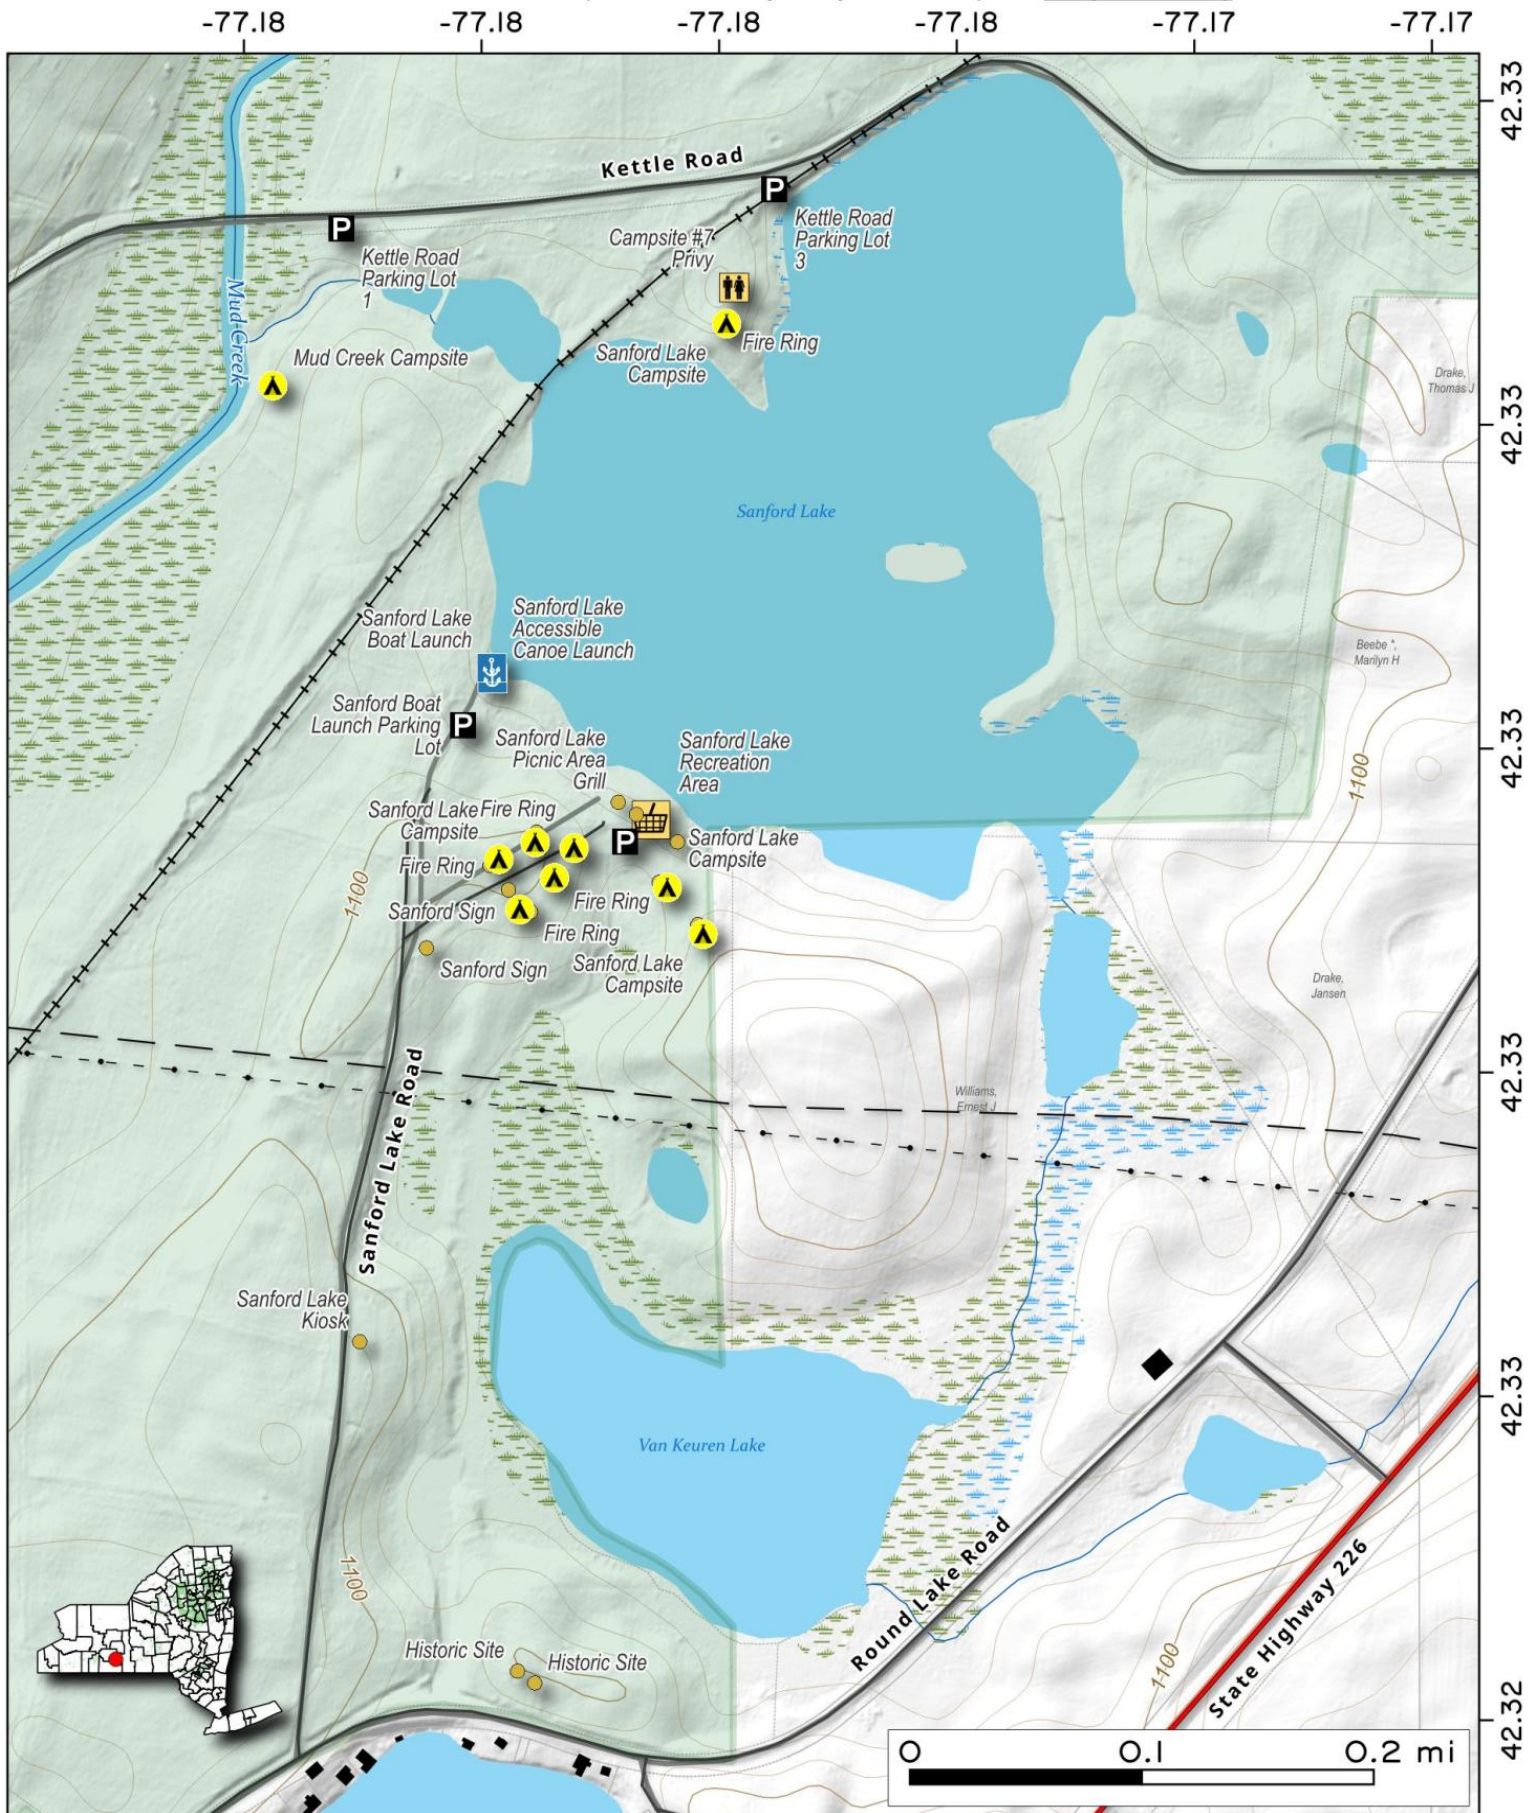 -77.18
-77.18
-77.18
-77.18
-77.17
-77.17
42.33
Kettle Road
P
P
Kettle Road
Parking Lot
3
Campsite #7
Privy
Kettle Road
Parking Lot
1
Mud Creek
Fire Ring
Sanford Lake
Campsite
Mud Creek Campsite
Drake,
Thomas J
42.33
Sanford Lake
Sanford Lake
Boat Launch
Sanford Lake
Accessible
Canoe Launch
Beebe *,
Marilyn H
Sanford Boat
Launch Parking
Lot
P
Sanford Lake
Picnic Area
Grill
Sanford Lake
Recreation
Area
42.33
1100
Sanford Lake
Campsite
Fire Ring
P
Sanford Lake
Campsite
Fire Ring
1100
Sanford Sign
Fire Ring
Fire Ring
Sanford Sign
Sanford Lake
Campsite
Drake,
Jansen
42.33
Williams,
Ernest J
Sanford Lake Road
Sanford Lake
Kiosk
42.33
Van Keuren Lake
Round Lake Road
1100
State Highway 226
1100
Historic Site
Historic Site
42.32
0 0.1 0.2 mi